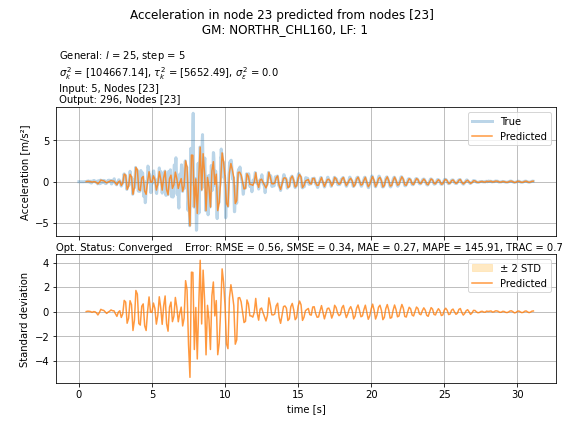 Acceleration in node 23 predicted from nodes [23]
GM: NORTHR_CHL160, LF: 1
General: l = 25, step = 5
σ²ₖ = [104667.14], τ²ₖ = [5652.49], σ²ε = 0.0
Input: 5, Nodes [23]
Output: 296, Nodes [23]
True
Predicted
Acceleration [m/s²]
5
0
−5
Opt. Status: Converged Error: RMSE = 0.56, SMSE = 0.34, MAE = 0.27, MAPE = 145.91, TRAC = 0.7
± 2 STD
Predicted
Standard deviation
4
2
0
−2
−4
0 5 10 15 20 25 30
time [s]